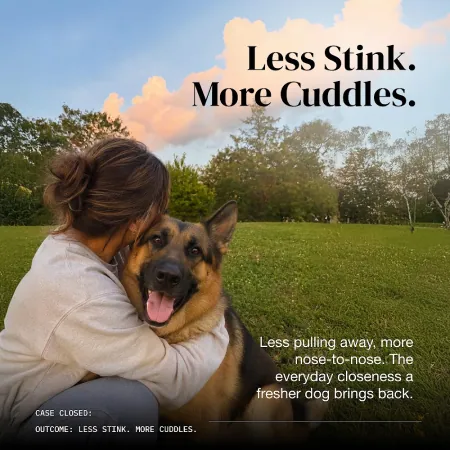 Less Stink.
More Cuddles.
Less pulling away, more
nose-to-nose. The
everyday closeness a
fresher dog brings back.
CASE CLOSED:
OUTCOME: LESS STINK. MORE CUDDLES.